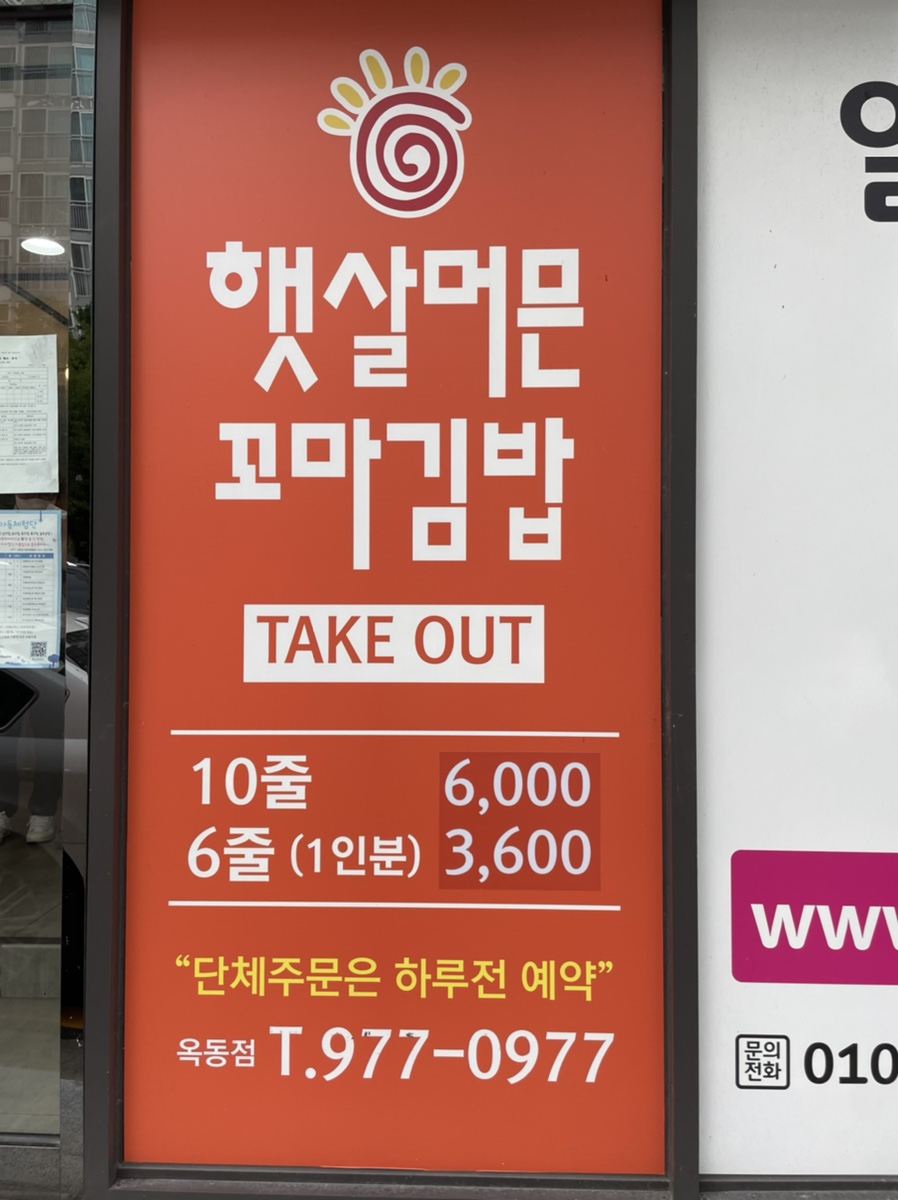 햇살머믄
꼬마김밥
TAKE OUT
10줄 6,000
6줄 (1인분) 3,600
“단체주문은 하루전 예약”
옥동점 T.977-0977
www
문의
전화 010